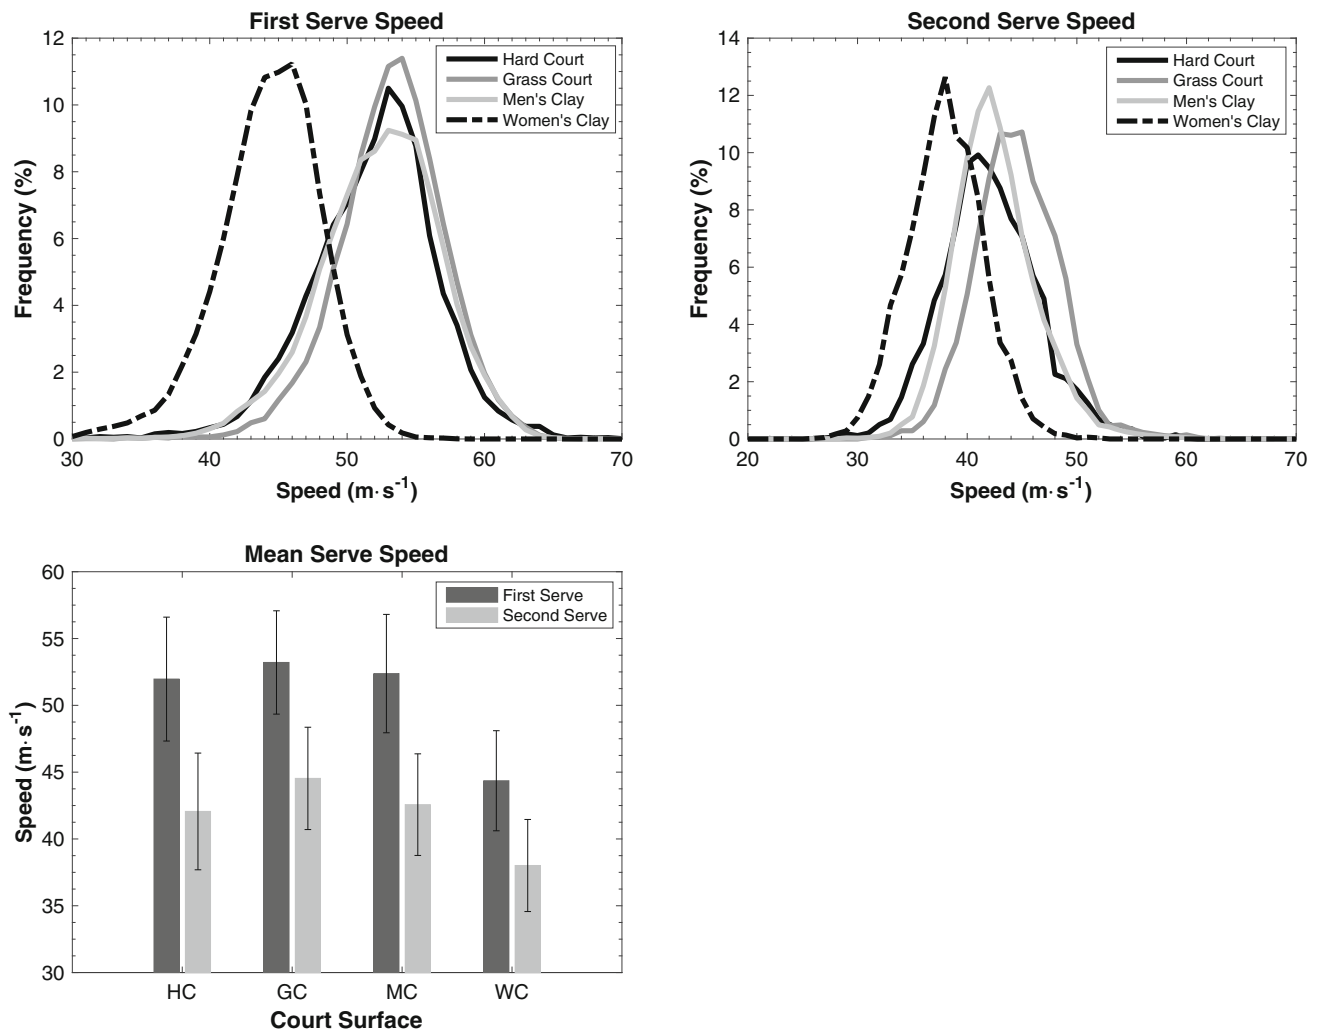 First Serve Speed
12
10
8
6
4
2
0
Frequency (%)
Hard Court
Grass Court
Men's Clay
Women's Clay
30 40 50 60 70
Speed (m·s-1)
Second Serve Speed
14
12
10
8
6
4
2
0
Frequency (%)
Hard Court
Grass Court
Men's Clay
Women's Clay
20 30 40 50 60 70
Speed (m·s-1)
Mean Serve Speed
60
55
50
45
40
35
30
Speed (m·s-1)
First Serve
Second Serve
HC GC MC WC
Court Surface